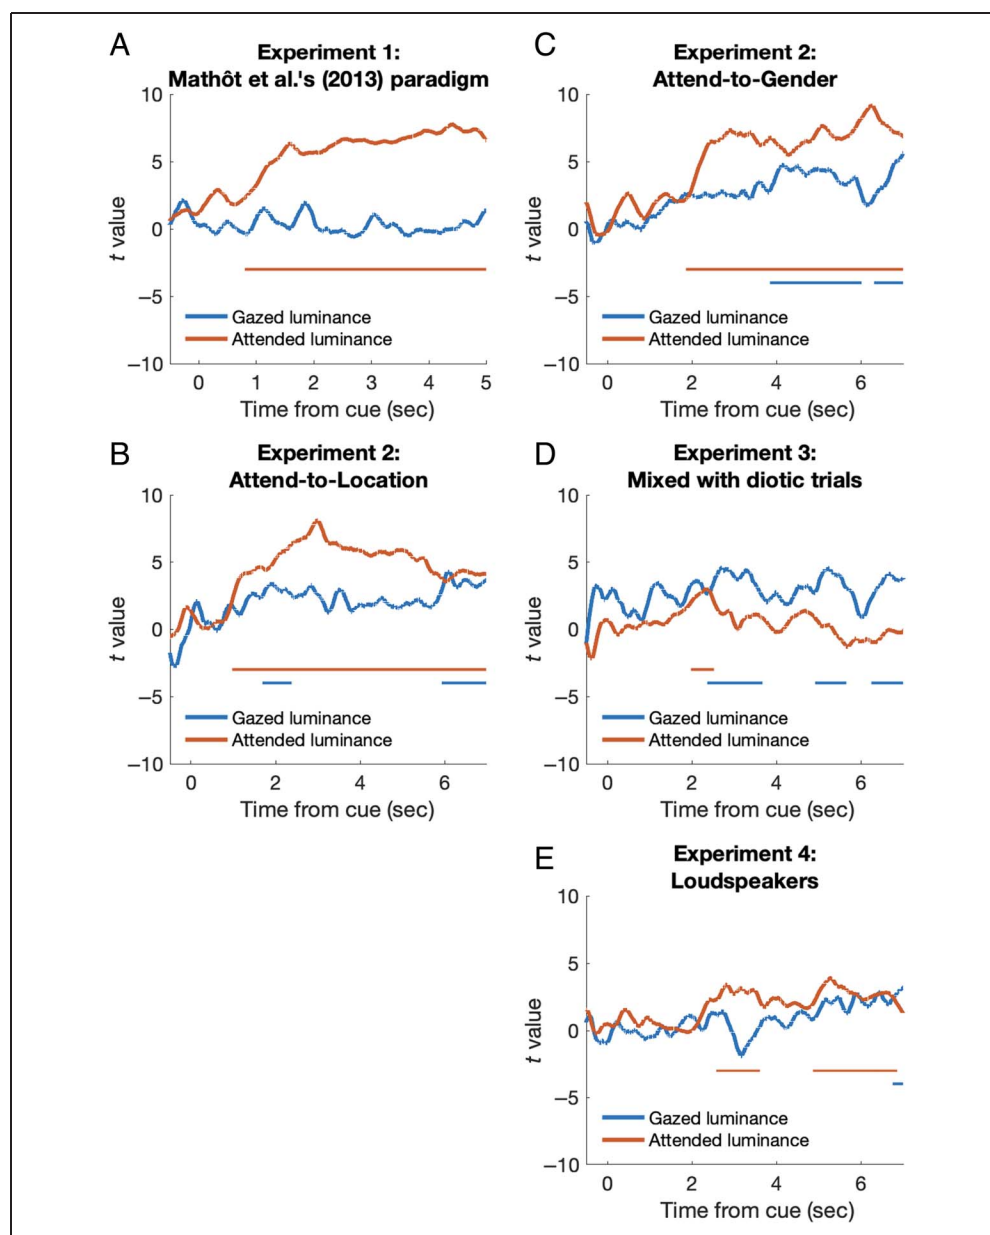 A
Experiment 1:
Mathôt et al.'s (2013) paradigm
10
5
0
−5
−10
t value
Gazed luminance
Attended luminance
0 1 2 3 4 5
Time from cue (sec)
C
Experiment 2:
Attend-to-Gender
10
5
0
−5
−10
t value
Gazed luminance
Attended luminance
0 2 4 6
Time from cue (sec)
B
Experiment 2:
Attend-to-Location
10
5
0
−5
−10
t value
Gazed luminance
Attended luminance
0 2 4 6
Time from cue (sec)
D
Experiment 3:
Mixed with diotic trials
10
5
0
−5
−10
t value
Gazed luminance
Attended luminance
0 2 4 6
Time from cue (sec)
E
Experiment 4:
Loudspeakers
10
5
0
−5
−10
t value
Gazed luminance
Attended luminance
0 2 4 6
Time from cue (sec)